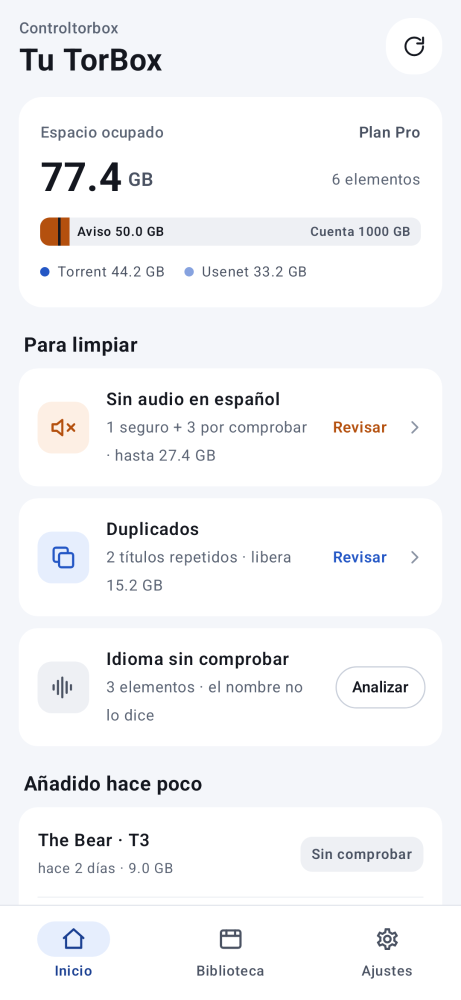 Controltorbox
Tu TorBox
Espacio ocupado
Plan Pro
77.4 GB
6 elementos
Aviso 50.0 GB
Cuenta 1000 GB
Torrent 44.2 GB
Usenet 33.2 GB
Para limpiar
Sin audio en español
1 seguro + 3 por comprobar
· hasta 27.4 GB
Revisar
Duplicados
2 títulos repetidos · libera
15.2 GB
Revisar
Idioma sin comprobar
3 elementos · el nombre no
lo dice
Analizar
Añadido hace poco
The Bear · T3
hace 2 días · 9.0 GB
Sin comprobar
Inicio
Biblioteca
Ajustes